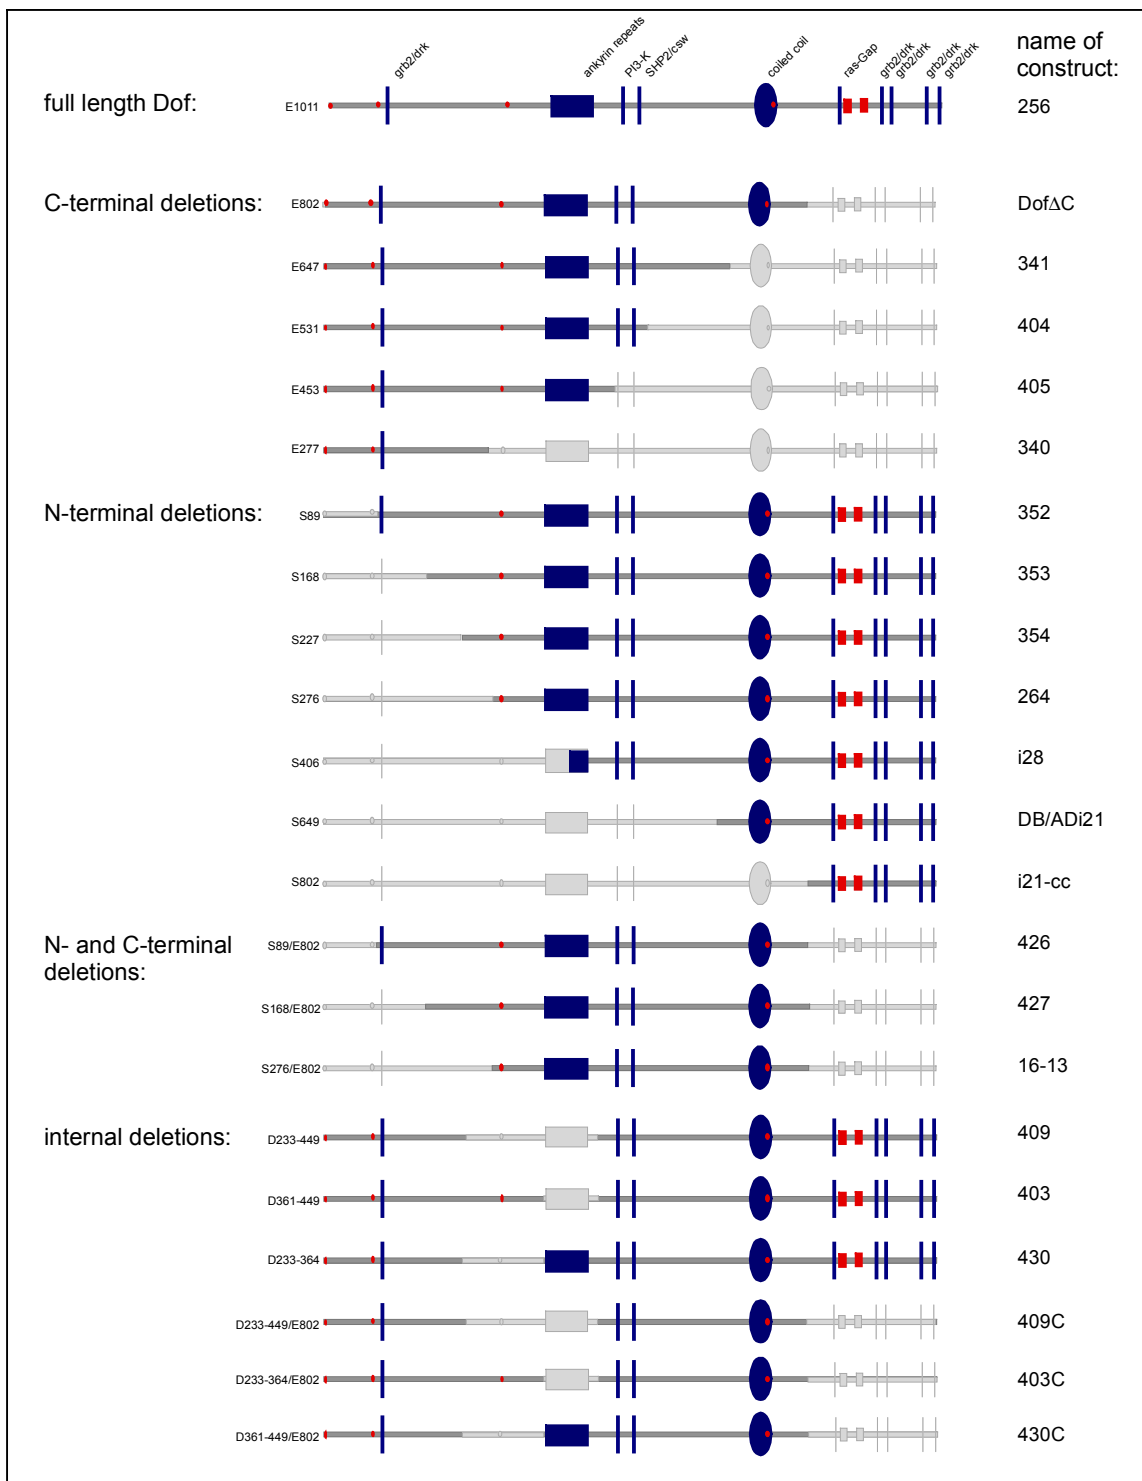 grb2/drk ankyrin repeats PI3-K SHP2/csw coiled coil ras-Gap grb2/drk grb2/drk grb2/drk grb2/drk
name of
construct:
full length Dof: E1011 256
C-terminal deletions: E802 Dof∆C
E647 341
E531 404
E453 405
E277 340
N-terminal deletions: S89 352
S168 353
S227 354
S276 264
S406 i28
S649 DB/ADi21
S802 i21-cc
N- and C-terminal
deletions:
S89/E802 426
S168/E802 427
S276/E802 16-13
internal deletions: D233-449 409
D361-449 403
D233-364 430
D233-449/E802 409C
D233-364/E802 403C
D361-449/E802 430C